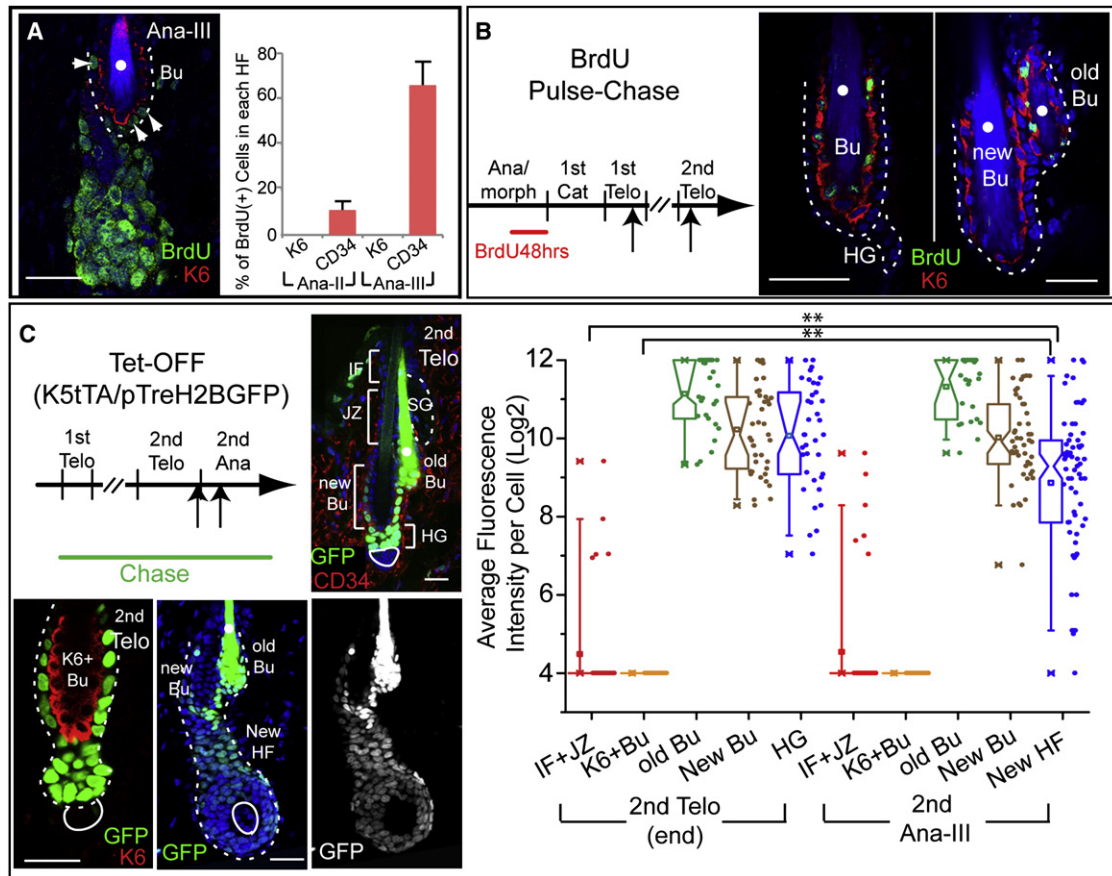 A
Ana-III
Bu
BrdU
K6
% of BrdU(+) Cells in each HF
80
60
40
20
0
K6
CD34
K6
CD34
Ana-II
Ana-III
B
BrdU
Pulse-Chase
Ana/
morph
1st
Cat
1st
Telo
2nd
Telo
BrdU48hrs
Bu
HG
new
Bu
old
Bu
BrdU
K6
C
Tet-OFF
(K5tTA/pTreH2BGFP)
1st
Telo
2nd
Telo
2nd
Ana
Chase
2nd
Telo
IF
JZ
SG
old
Bu
new
Bu
HG
GFP
CD34
2nd
Telo
K6+
Bu
GFP
K6
new
Bu
old
Bu
New
HF
GFP
GFP
**
**
Average Fluorescence
Intensity per Cell (Log2)
12
10
8
6
4
IF+JZ
K6+Bu
old Bu
New Bu
HG
IF+JZ
K6+Bu
old Bu
New Bu
New HF
2nd Telo
(end)
2nd
Ana-III